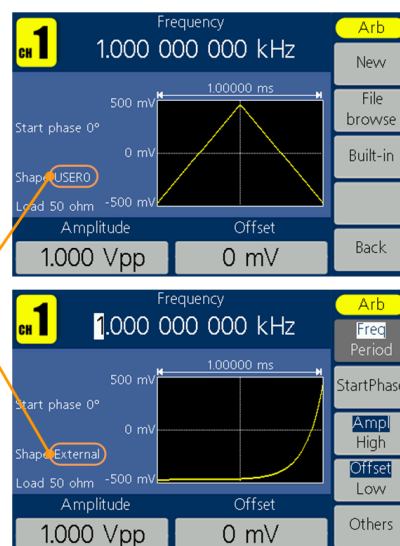 Frequency
Arb
CH 1
1.000 000 000 kHz
New
1.00000 ms
File
browse
500 mV
Start phase 0°
0 mV
Built-in
Shape USER0
Load 50 ohm
-500 mV
Amplitude
Offset
Back
1.000 Vpp
0 mV
Frequency
Arb
CH 1
1.000 000 000 kHz
Freq
Period
1.00000 ms
500 mV
StartPhase
Start phase 0°
0 mV
Ampl
High
Shape External
Load 50 ohm
-500 mV
Offset
Low
Amplitude
Offset
Others
1.000 Vpp
0 mV